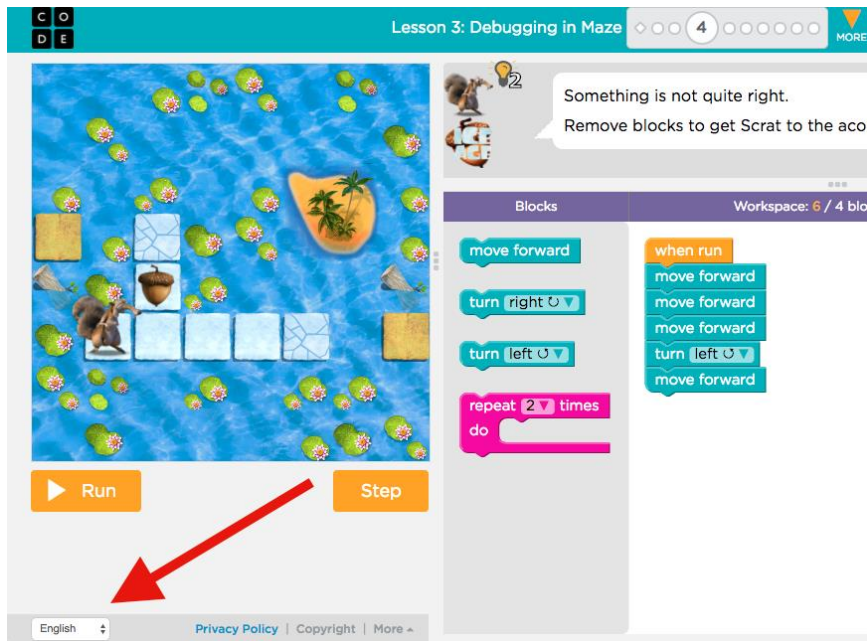 C O
D E
Lesson 3: Debugging in Maze
4
MORE
2
Something is not quite right.
Remove blocks to get Scrat to the aco
ICE
AGE
Blocks
Workspace: 6 / 4 blo
move forward
turn right ↻ ▼
turn left ↺ ▼
repeat 2 ▼ times
do
when run
move forward
move forward
move forward
turn left ↺ ▼
move forward
Run
Step
English
Privacy Policy | Copyright | More